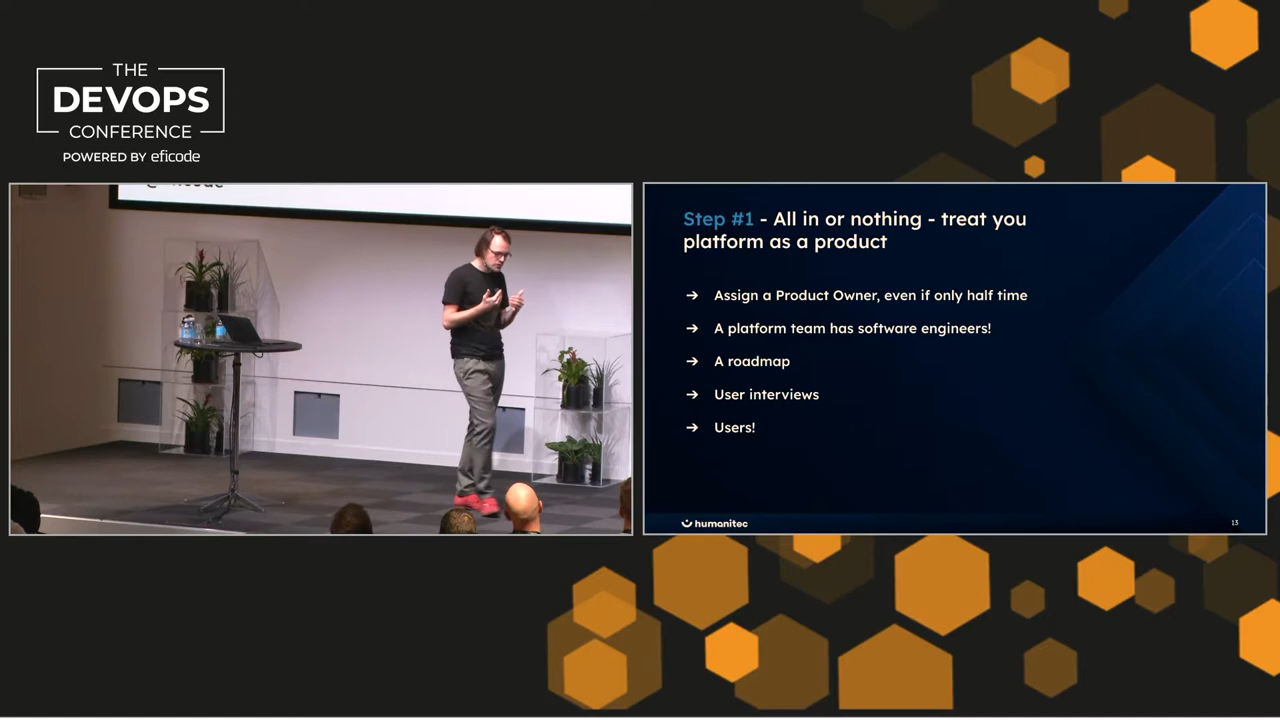 THE
DEVOPS
CONFERENCE
POWERED BY eficode
Step #1 - All in or nothing - treat you
platform as a product
➔ Assign a Product Owner, even if only half time
➔ A platform team has software engineers!
➔ A roadmap
➔ User interviews
➔ Users!
humanitec
13